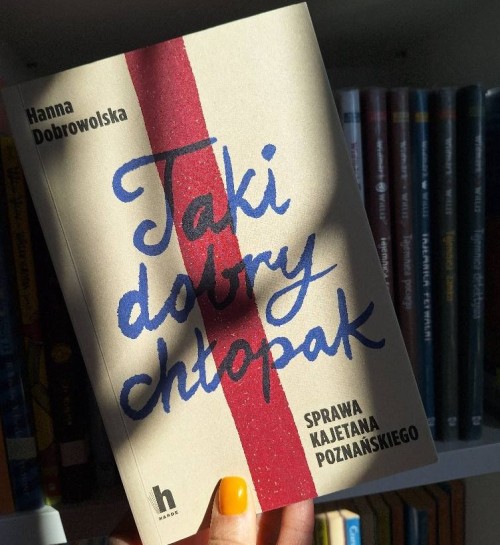 Hanna
Dobrowolska
Taki
dobry
chłopak
SPRAWA
KAJETANA
POZNAŃSKIEGO
h
HARDE